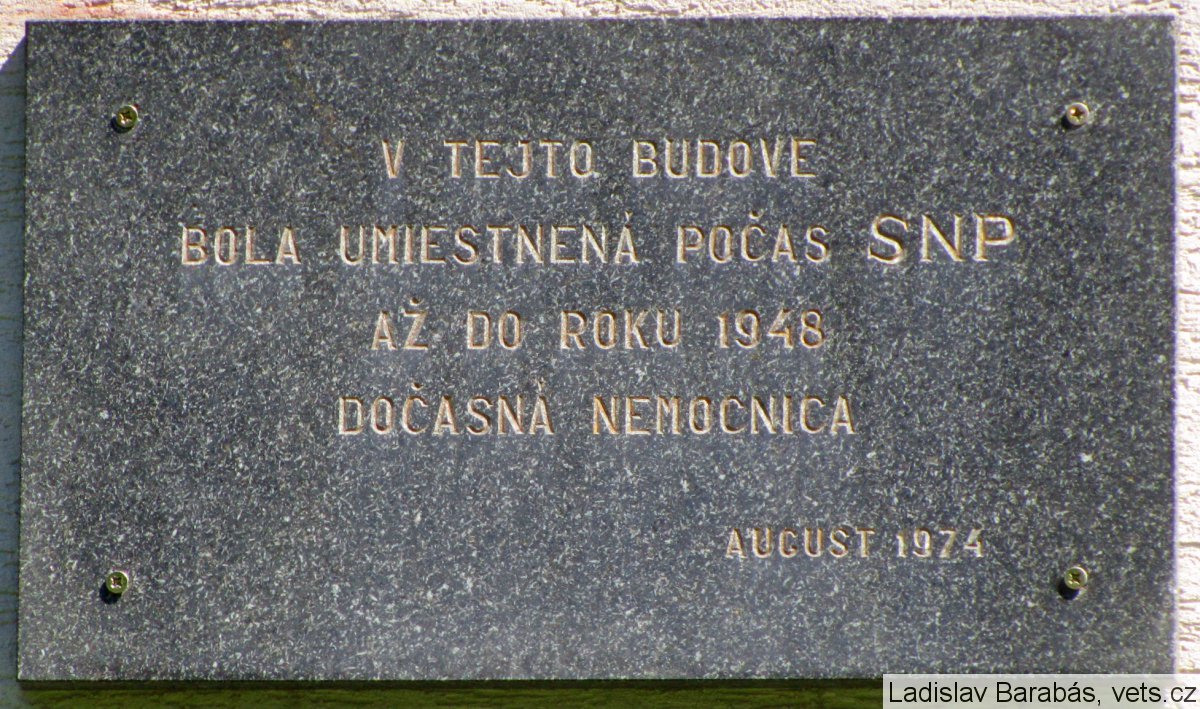 V TEJTO BUDOVE
BOLA UMIESTNENÁ POČAS SNP
AŽ DO ROKU 1948
DOČASNÁ NEMOCNICA
AUGUST 1974
Ladislav Barabás, vets.cz